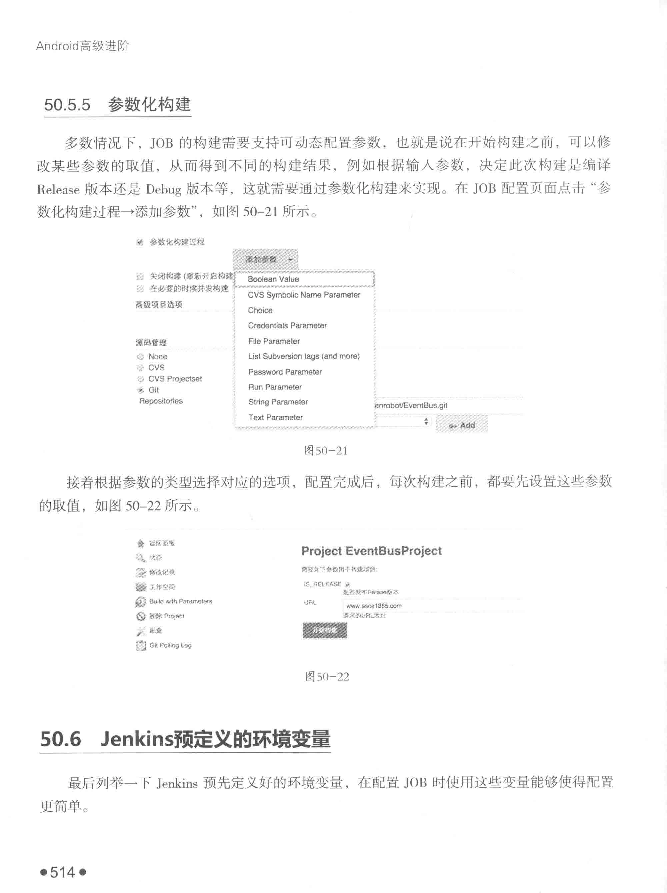 Android高级进阶
50.5.5 参数化构建
多数情况下，JOB 的构建需要支持可动态配置参数，也就是说在开始构建之前，可以修
改某些参数的取值，从而得到不同的构建结果，例如根据输入参数，决定此次构建是编译
Release 版本还是 Debug 版本等，这就需要通过参数化构建来实现。在 JOB 配置页面点击“参
数化构建过程→添加参数”，如图 50-21 所示。
参数化构建过程
添加参数
关闭构建 (重新开启构建
Boolean Value
在必要的时候并发构建
CVS Symbolic Name Parameter
高级项目选项
Choice
Credentials Parameter
源码管理
File Parameter
None
List Subversion tags (and more)
CVS
Password Parameter
CVS Projectset
Run Parameter
Git
String Parameter
Repositories
enrobot/EventBus.git
Text Parameter
Add
图50-21
接着根据参数的类型选择对应的选项，配置完成后，每次构建之前，都要先设置这些参数
的取值，如图 50-22 所示。
返回面板
状态
Project EventBusProject
修改记录
需要如下参数用于构建项目:
工作空间
IS_RELEASE
是否发布Release版本
Build with Parameters
URL
删除 Project
请求的URL地址
配置
开始构建
Git Polling Log
图50-22
50.6 Jenkins预定义的环境变量
最后列举一下 Jenkins 预先定义好的环境变量，在配置 JOB 时使用这些变量能够使得配置
更简单。
●514●